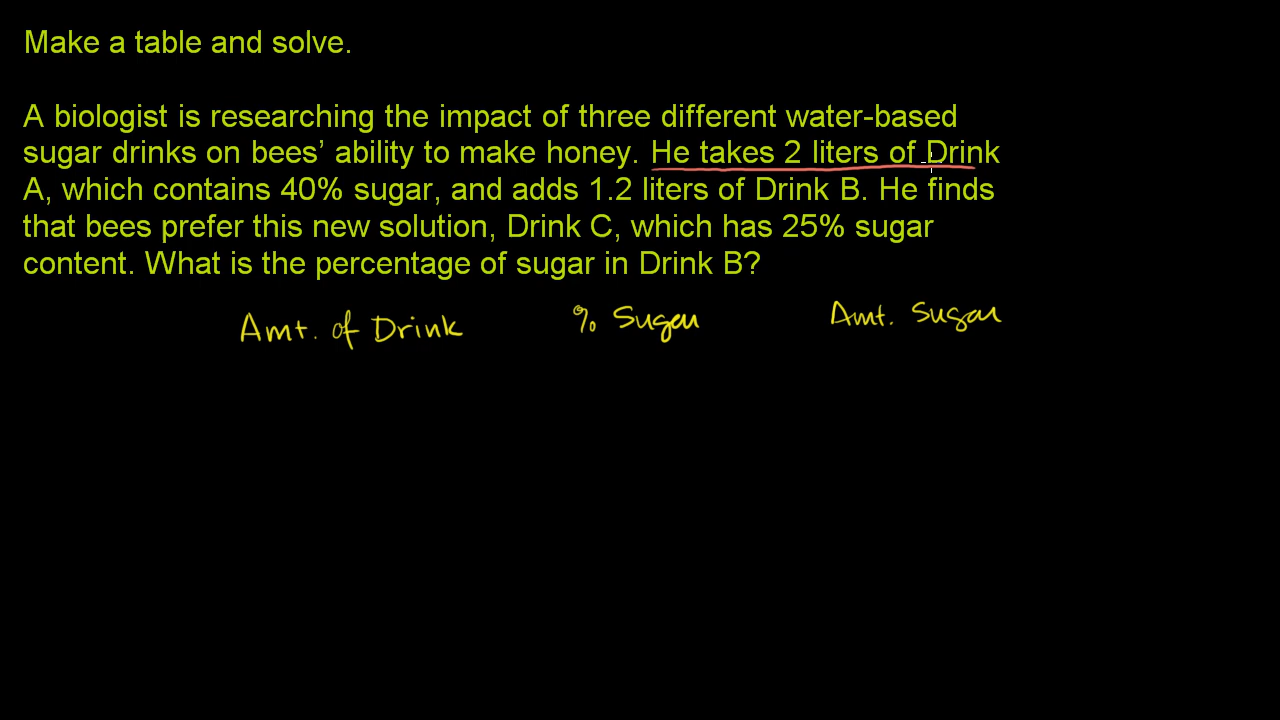 Make a table and solve.
A biologist is researching the impact of three different water-based
sugar drinks on bees’ ability to make honey. He takes 2 liters of Drink
A, which contains 40% sugar, and adds 1.2 liters of Drink B. He finds
that bees prefer this new solution, Drink C, which has 25% sugar
content. What is the percentage of sugar in Drink B?
Amt. of Drink % Sugar Amt. Sugar